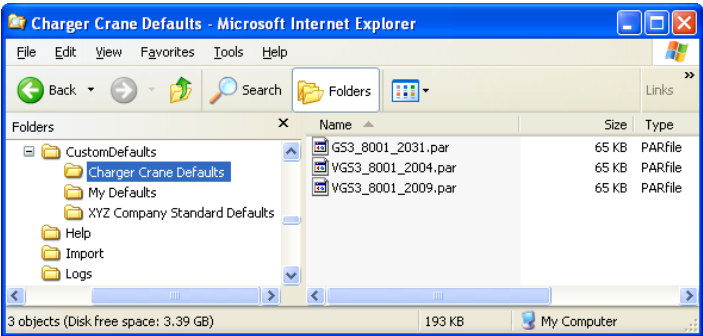 Charger Crane Defaults - Microsoft Internet Explorer
File Edit View Favorites Tools Help
Back Search Folders Links
Folders
CustomDefaults
Charger Crane Defaults
My Defaults
XYZ Company Standard Defaults
Help
Import
Logs
Name Size Type
GS3_8001_2031.par 65 KB PARfile
VGS3_8001_2004.par 65 KB PARfile
VGS3_8001_2009.par 65 KB PARfile
3 objects (Disk free space: 3.39 GB) 193 KB My Computer